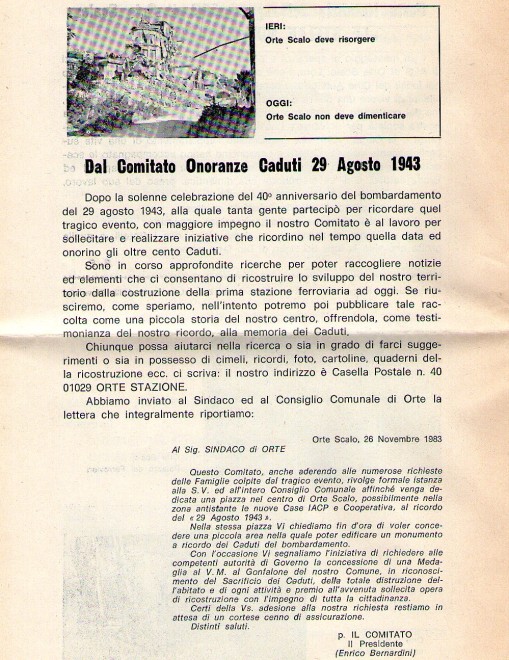 IERI:
Orte Scalo deve risorgere
OGGI:
Orte Scalo non deve dimenticare
Dal Comitato Onoranze Caduti 29 Agosto 1943
Dopo la solenne celebrazione del 40º anniversario del bombardamento
del 29 agosto 1943, alla quale tanta gente partecipò per ricordare quel
tragico evento, con maggiore impegno il nostro Comitato è al lavoro per
sollecitare e realizzare iniziative che ricordino nel tempo quella data ed
onorino gli oltre cento Caduti.
Sono in corso approfondite ricerche per poter raccogliere notizie
ed elementi che ci consentano di ricostruire lo sviluppo del nostro terri-
torio dalla costruzione della prima stazione ferroviaria ad oggi. Se riu-
sciremo, come speriamo, nell'intento potremo poi pubblicare tale rac-
colta come una piccola storia del nostro centro, offrendola, come testi-
monianza del nostro ricordo, alla memoria dei Caduti.
Chiunque possa aiutarci nella ricerca o sia in grado di farci sugge-
rimenti o sia in possesso di cimeli, ricordi, foto, cartoline, quaderni del-
la ricostruzione ecc. ci scriva: il nostro indirizzo è Casella Postale n. 40
01029 ORTE STAZIONE.
Abbiamo inviato al Sindaco ed al Consiglio Comunale di Orte la
lettera che integralmente riportiamo:
Orte Scalo, 26 Novembre 1983
Al Sig. SINDACO di ORTE
Questo Comitato, anche aderendo alle numerose richieste
delle Famiglie colpite dal tragico evento, rivolge formale istanza
alla S.V. ed all'intero Consiglio Comunale affinché venga de-
dicata una piazza nel centro di Orte Scalo, possibilmente nella
zona antistante le nuove Case IACP e Cooperativa, al ricordo
del « 29 Agosto 1943 ».
Nella stessa piazza Vi chiediamo fin d'ora di voler conce-
dere una piccola area nella quale poter edificare un monumento
a ricordo dei Caduti del bombardamento.
Con l'occasione Vi segnaliamo l'iniziativa di richiedere alle
competenti autorità di Governo la concessione di una Meda-
glia al V.M. al Gonfalone del nostro Comune, in riconosci-
mento del Sacrificio dei Caduti, della totale distruzione del-
l'abitato e di ogni attività e premio all'avvenuta sollecita opera
di ricostruzione con l'impegno di tutta la cittadinanza.
Certi della Vs. adesione alla nostra richiesta restiamo in
attesa di un cortese cenno di assicurazione.
Distinti saluti.
p. IL COMITATO
il Presidente
(Enrico Bernardini)